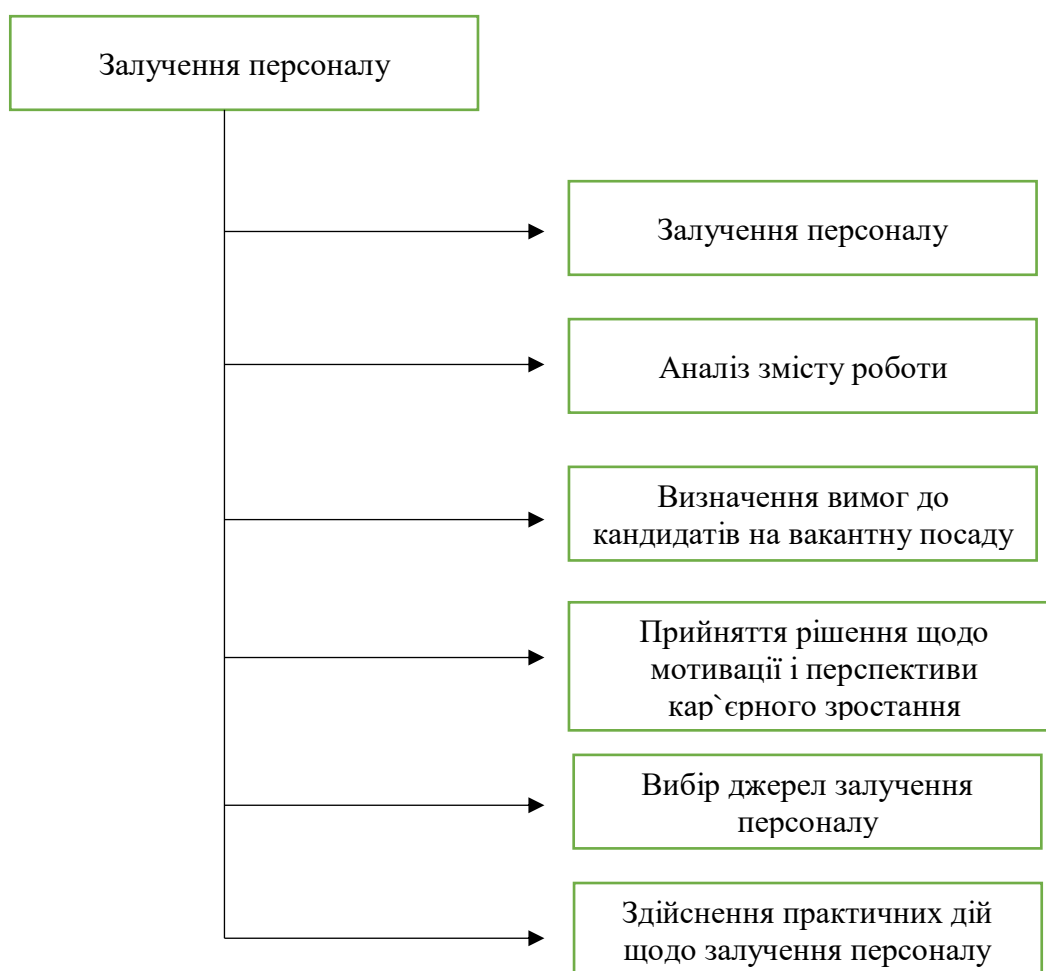 Залучення персоналу
Залучення персоналу
Аналіз змісту роботи
Визначення вимог до
кандидатів на вакантну посаду
Прийняття рішення щодо
мотивації і перспективи
кар`єрного зростання
Вибір джерел залучення
персоналу
Здійснення практичних дій
щодо залучення персоналу